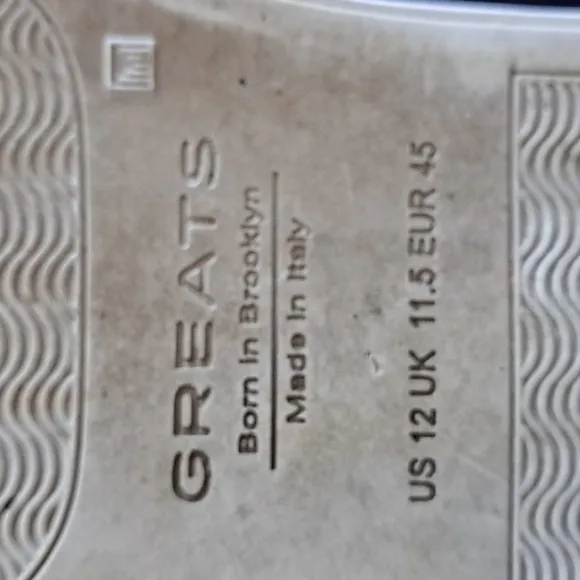 GREATS
Born In Brooklyn
Made In Italy
US 12 UK 11.5 EUR 45